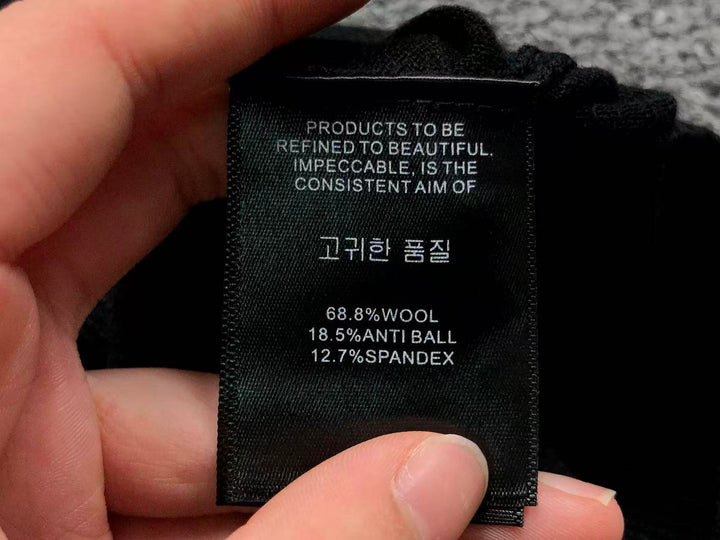 PRODUCTS TO BE
REFINED TO BEAUTIFUL.
IMPECCABLE, IS THE
CONSISTENT AIM OF
고귀한 품질
68.8%WOOL
18.5%ANTI BALL
12.7%SPANDEX